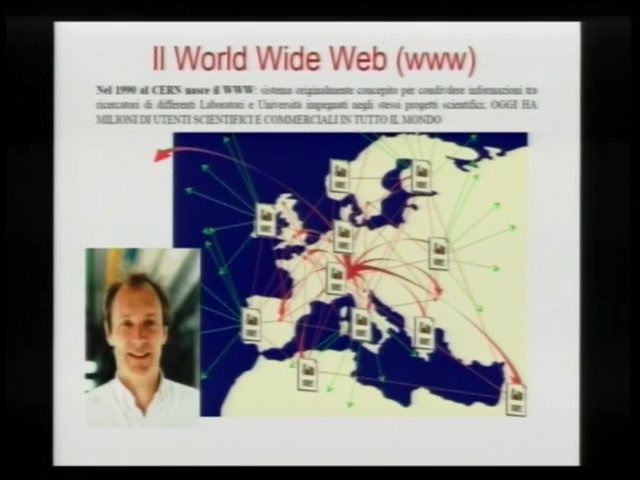 Il World Wide Web (www)
Nel 1990 al CERN nasce il WWW: sistema originalmente concepito per condividere informazioni tra
ricercatori di differenti Laboratori e Università impegnati negli stessi progetti scientifici; OGGI HA
MILIONI DI UTENTI SCIENTIFICI E COMMERCIALI IN TUTTO IL MONDO